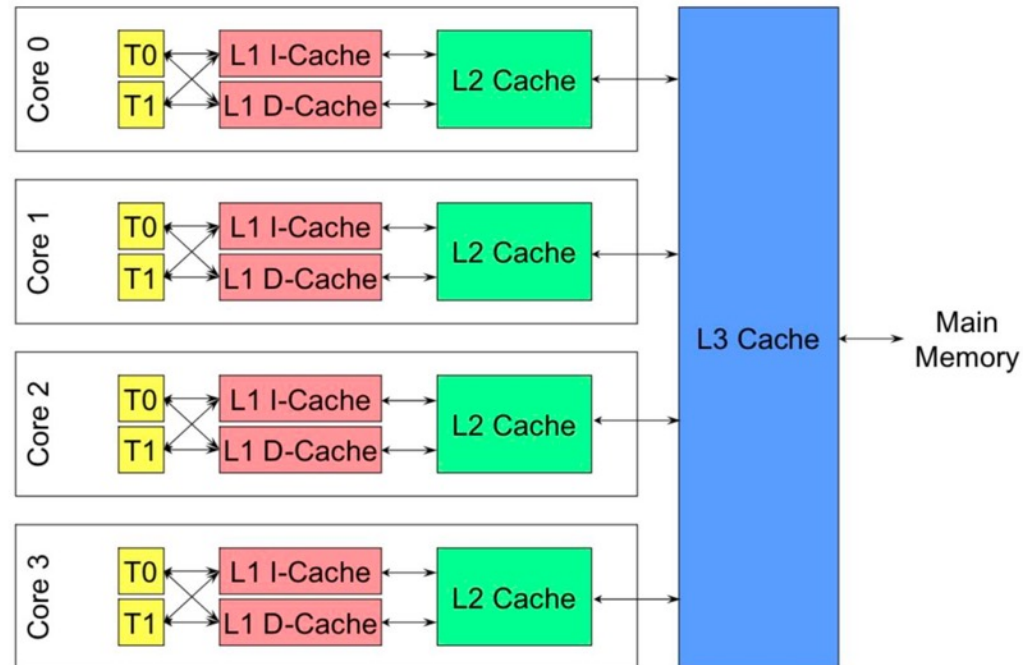 Core 0
T0
L1 I-Cache
T1
L1 D-Cache
L2 Cache
Core 1
T0
L1 I-Cache
T1
L1 D-Cache
L2 Cache
Core 2
T0
L1 I-Cache
T1
L1 D-Cache
L2 Cache
Core 3
T0
L1 I-Cache
T1
L1 D-Cache
L2 Cache
L3 Cache
Main
Memory